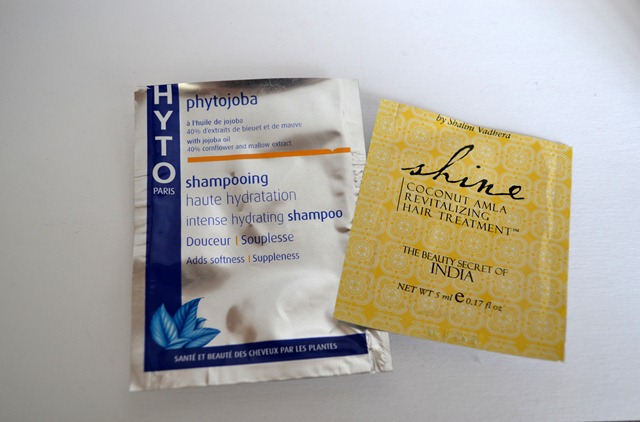 HYTO
PARIS
phytojoba
à l'huile de jojoba
40% d'extraits de bleuet et de mauve
with jojoba oil
40% cornflower and mallow extract
shampooing
haute hydratation
intense hydrating shampoo
Douceur | Souplesse
Adds softness | Suppleness
SANTÉ ET BEAUTÉ DES CHEVEUX PAR LES PLANTES
by Shalini Vadhera
shine
COCONUT AMLA
REVITALIZING
HAIR TREATMENT™
THE BEAUTY SECRET OF
INDIA
NET WT 5 ml e 0.17 fl oz